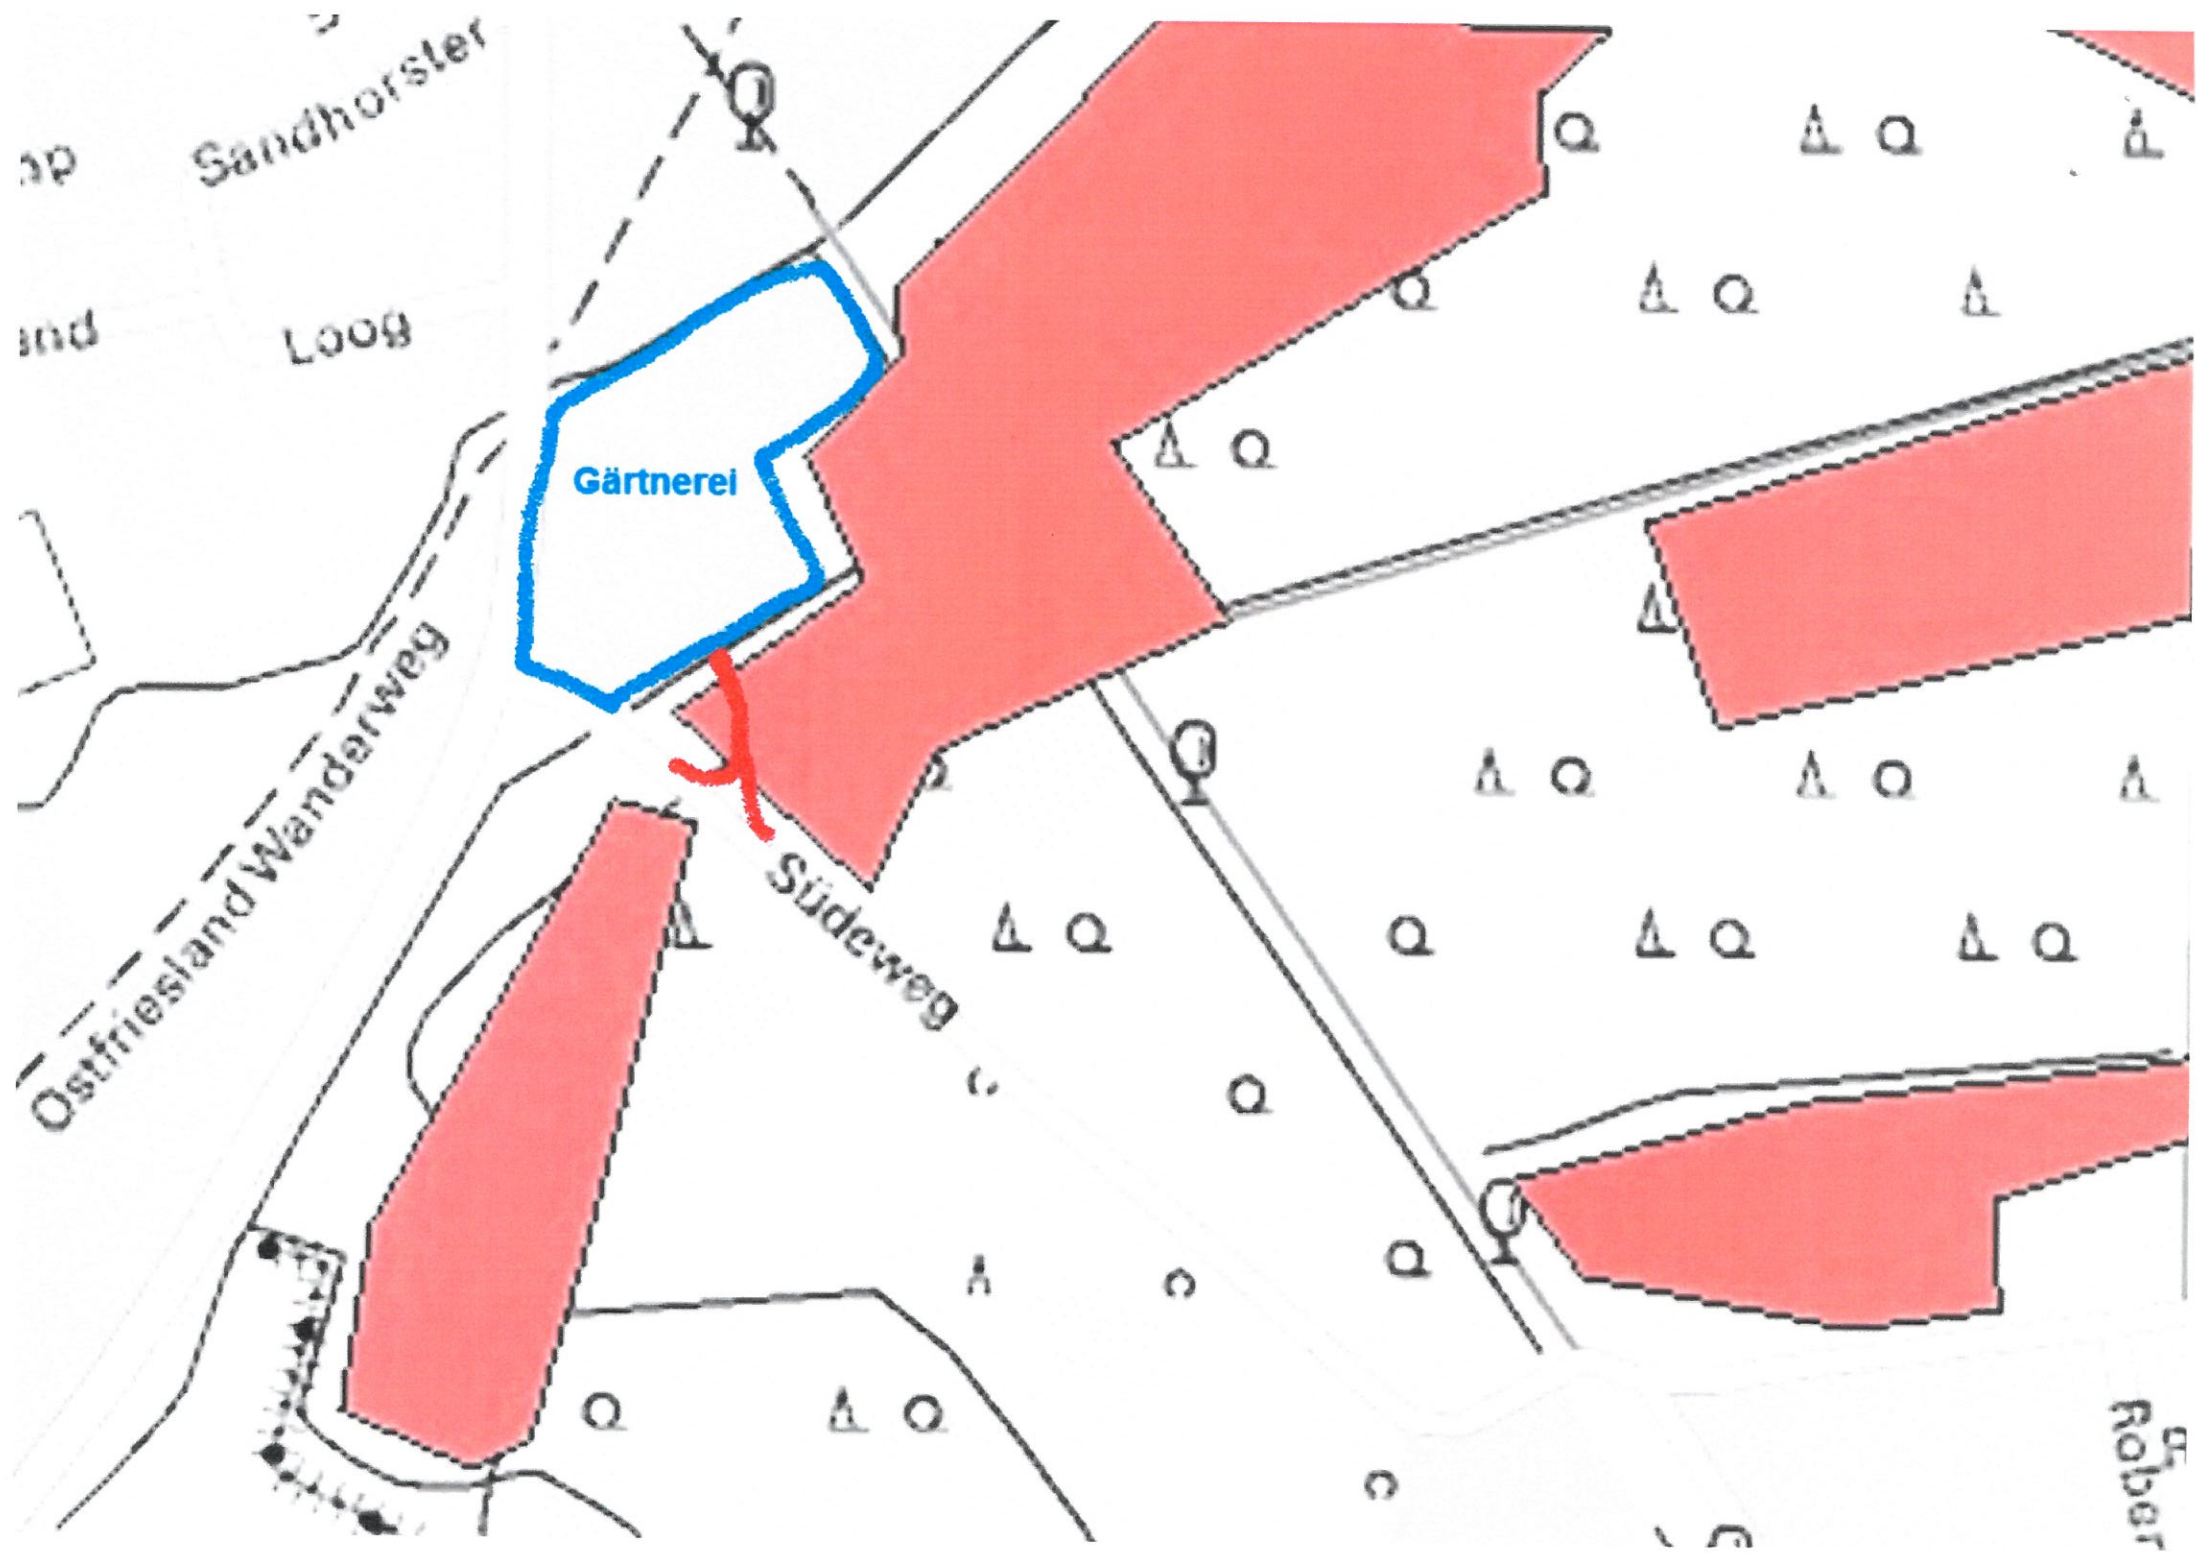 Sandhorster
Loog
Gärtnerei
Ostfriesland Wanderweg
Südeweg